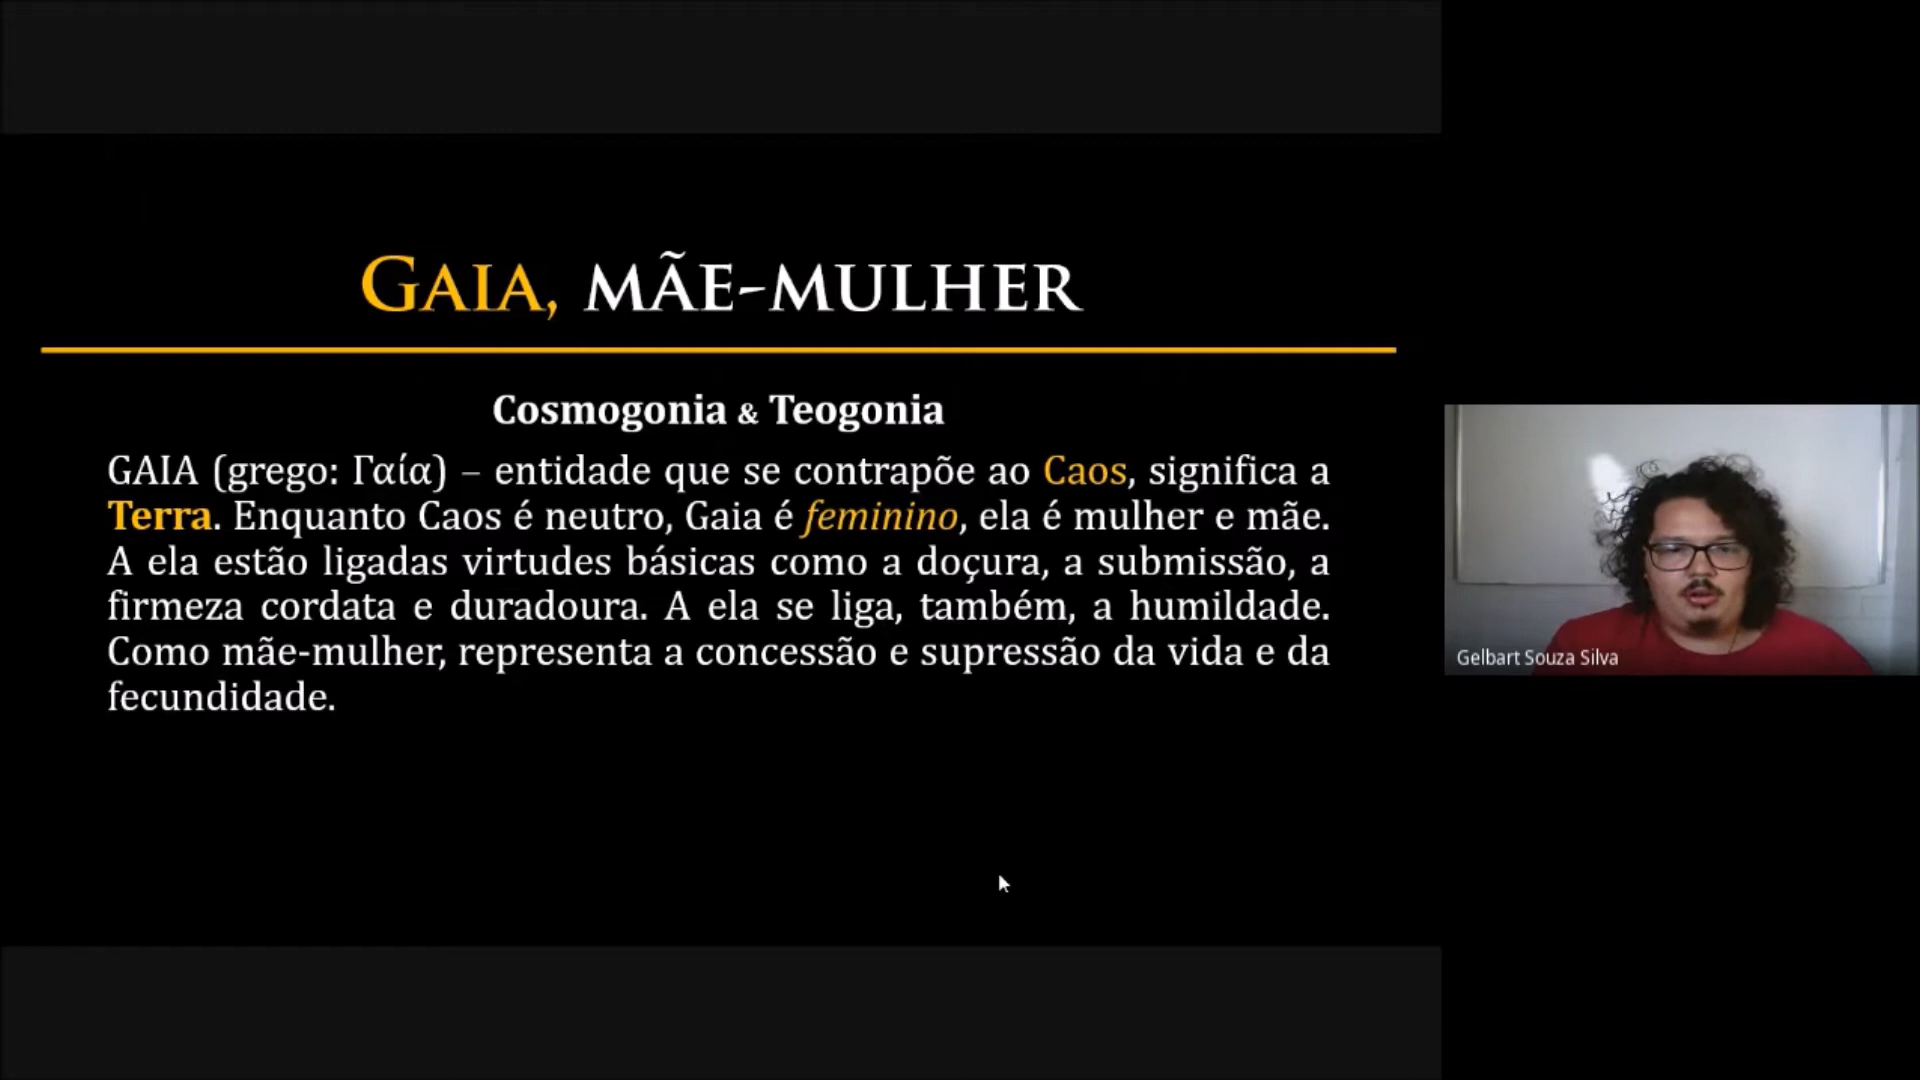 GAIA, MÃE-MULHER
Cosmogonia & Teogonia
GAIA (grego: Γαία) – entidade que se contrapõe ao Caos, significa a
Terra. Enquanto Caos é neutro, Gaia é feminino, ela é mulher e mãe.
A ela estão ligadas virtudes básicas como a doçura, a submissão, a
firmeza cordata e duradoura. A ela se liga, também, a humildade.
Como mãe-mulher, representa a concessão e supressão da vida e da
fecundidade.
Gelbart Souza Silva